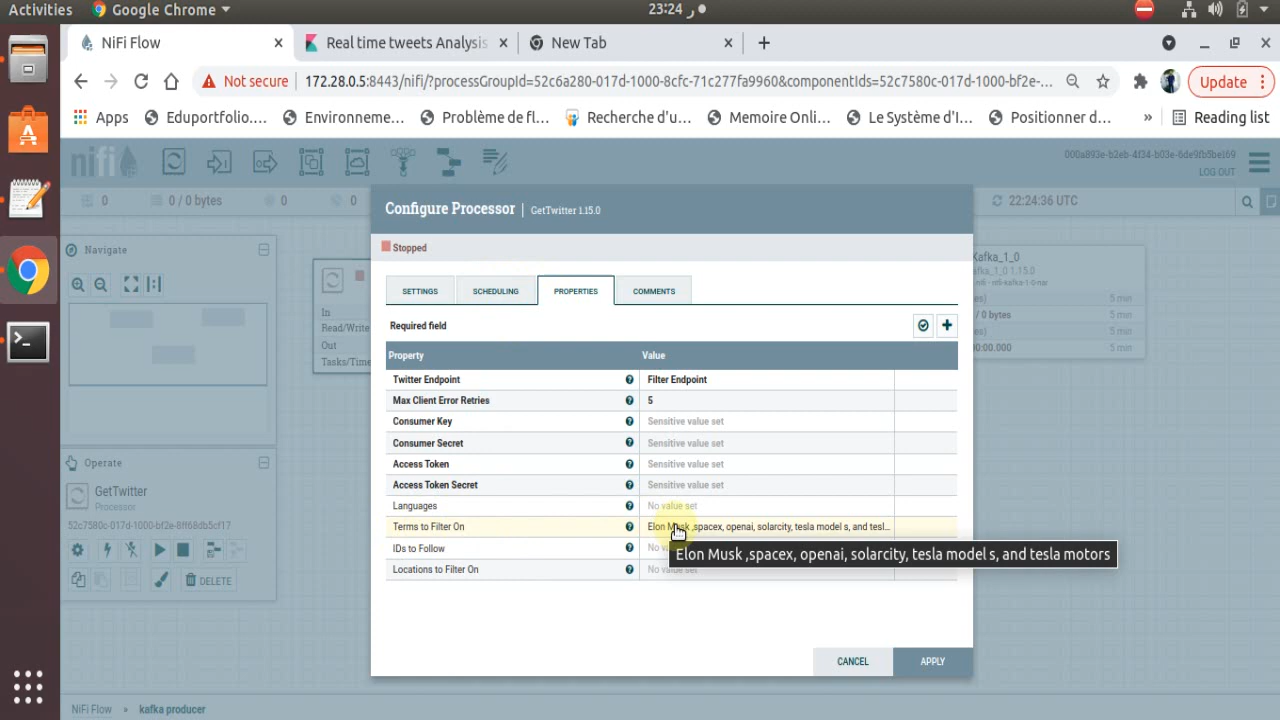 Activities Google Chrome 23:24 ر
NiFi Flow Real time tweets Analysis New Tab
Not secure 172.28.0.5:8443/nifi/?processGroupId=52c6a280-017d-1000-8cfc-71c277fa9960&componentIds=52c7580c-017d-1000-bf2e-... Update
Apps Eduportfolio.... Environneme... Problème de fl... Recherche d'u... Memoire Onli... Le Système d'I... Positionner d... » Reading list
nifi
LOG OUT
0 0 / 0 bytes 0 0 22:24:36 UTC
Configure Processor | GetTwitter 1.15.0
Stopped
Navigate
SETTINGS SCHEDULING PROPERTIES COMMENTS
Required field
Property Value
Twitter Endpoint Filter Endpoint
Max Client Error Retries 5
Consumer Key Sensitive value set
Consumer Secret Sensitive value set
Access Token Sensitive value set
Access Token Secret Sensitive value set
Languages No value set
Terms to Filter On Elon Musk ,spacex, openai, solarcity, tesla model s, and tesl...
Elon Musk ,spacex, openai, solarcity, tesla model s, and tesla motors
IDs to Follow
Locations to Filter On No value set
CANCEL APPLY
In
Read/Write
Out
Tasks/Time
Kafka_1_0
afka_1_0 1.15.0
nifi - nifi-kafka-1-0-nar
es) 5 min
/ 0 bytes 5 min
es) 5 min
00:00.000 5 min
Operate
GetTwitter
Processor
52c7580c-017d-1000-bf2e-8ff68db5cf17
DELETE
NiFi Flow » kafka producer